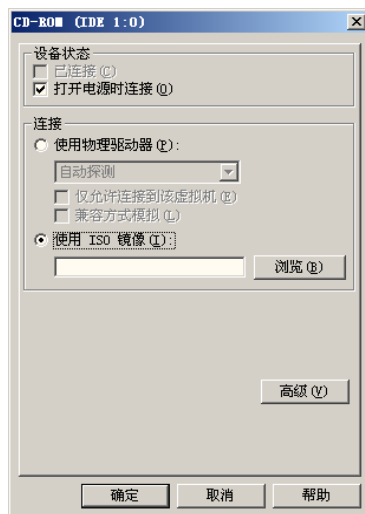 CD-ROM (IDE 1:0)
设备状态
已连接(C)
打开电源时连接(O)
连接
使用物理驱动器(P):
自动探测
仅允许连接到该虚拟机(E)
兼容方式模拟(L)
使用 ISO 镜像(I):
浏览(B)
高级(V)
确定 取消 帮助